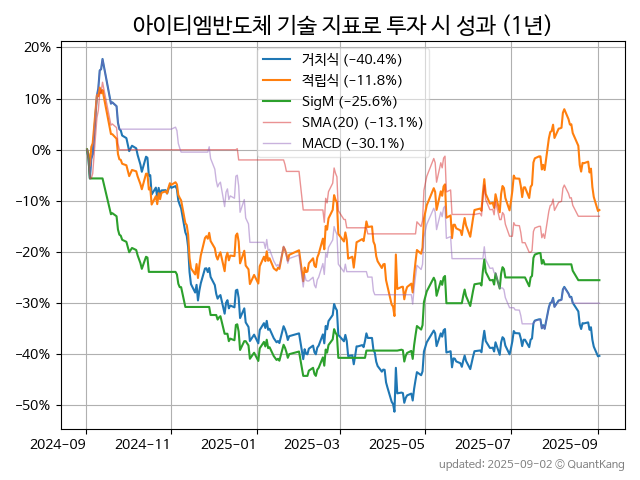 아이티엠반도체 기술 지표로 투자 시 성과 (1년)
거치식 (−40.4%)
적립식 (−11.8%)
SigM (−25.6%)
SMA(20) (−13.1%)
MACD (−30.1%)
20%
10%
0%
−10%
−20%
−30%
−40%
−50%
2024-09 2024-11 2025-01 2025-03 2025-05 2025-07 2025-09
updated: 2025-09-02 © QuantKang